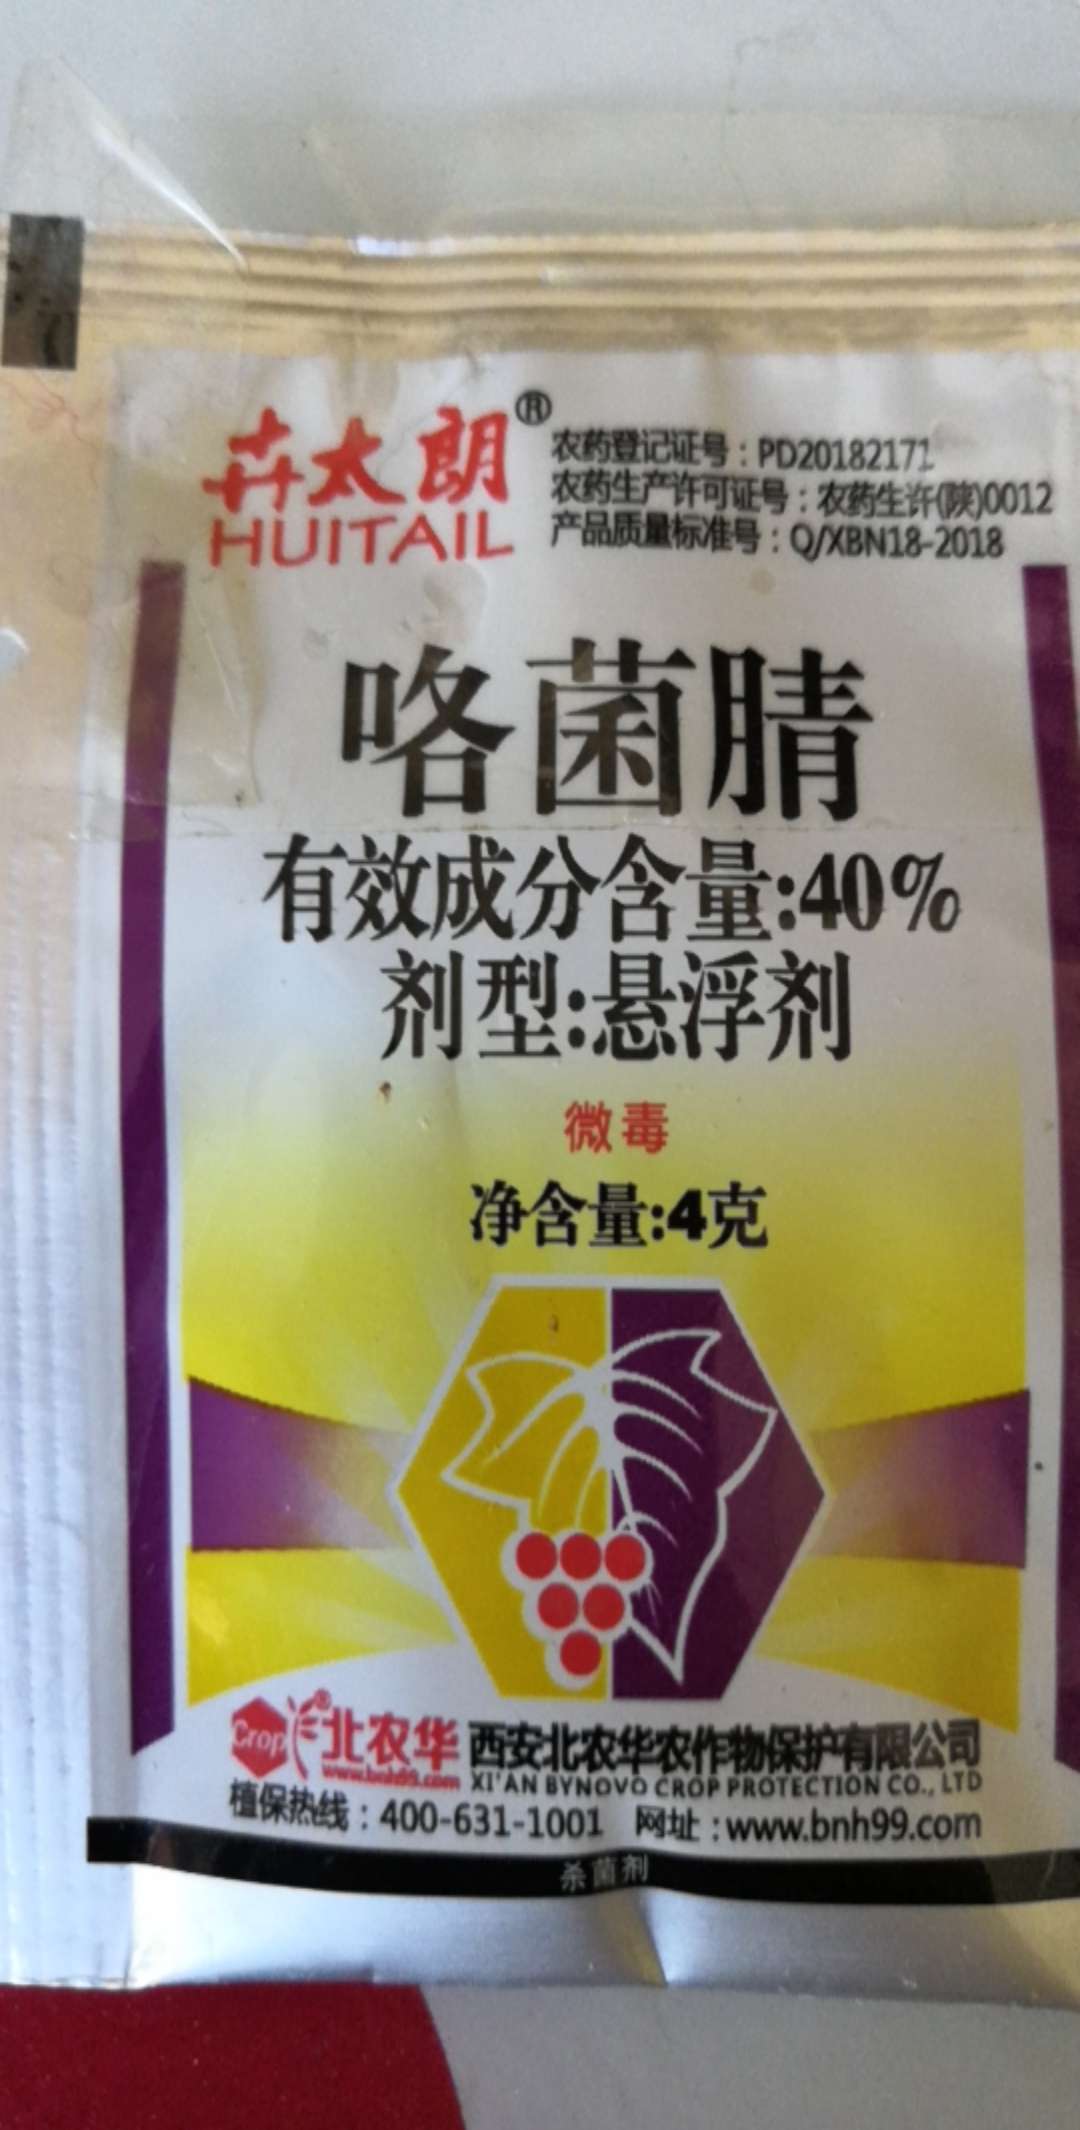 卉太朗®
HUITAIL
农药登记证号：PD20182171
农药生产许可证号：农药生许(陕)0012
产品质量标准号：Q/XBN18-2018
咯菌腈
有效成分含量:40%
剂型:悬浮剂
微毒
净含量:4克
Crop 北农华®
www.bnh99.com
西安北农华农作物保护有限公司
XI'AN BYNOVO CROP PROTECTION CO., LTD
植保热线：400-631-1001 网址：www.bnh99.com
杀菌剂